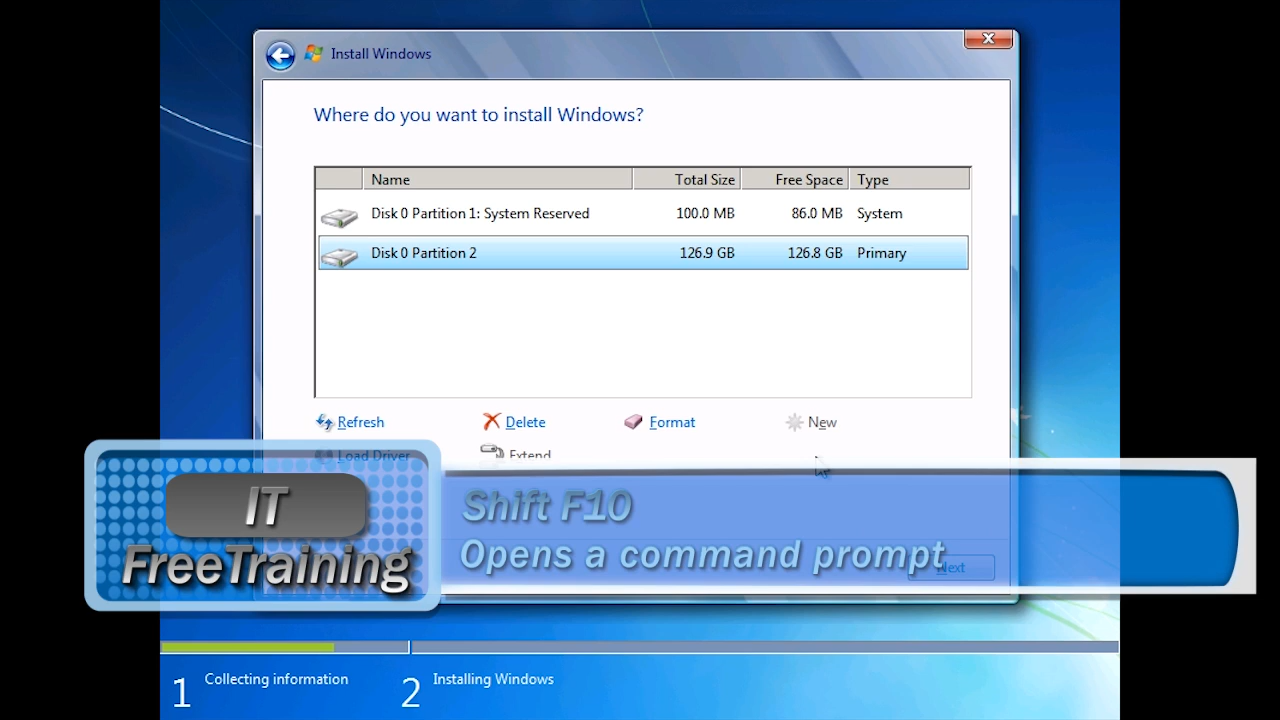 Install Windows
Where do you want to install Windows?
Name Total Size Free Space Type
Disk 0 Partition 1: System Reserved 100.0 MB 86.0 MB System
Disk 0 Partition 2 126.9 GB 126.8 GB Primary
Refresh Delete Format New
Load Driver Extend
IT
FreeTraining
Shift F10
Opens a command prompt
Next
1 Collecting information 2 Installing Windows